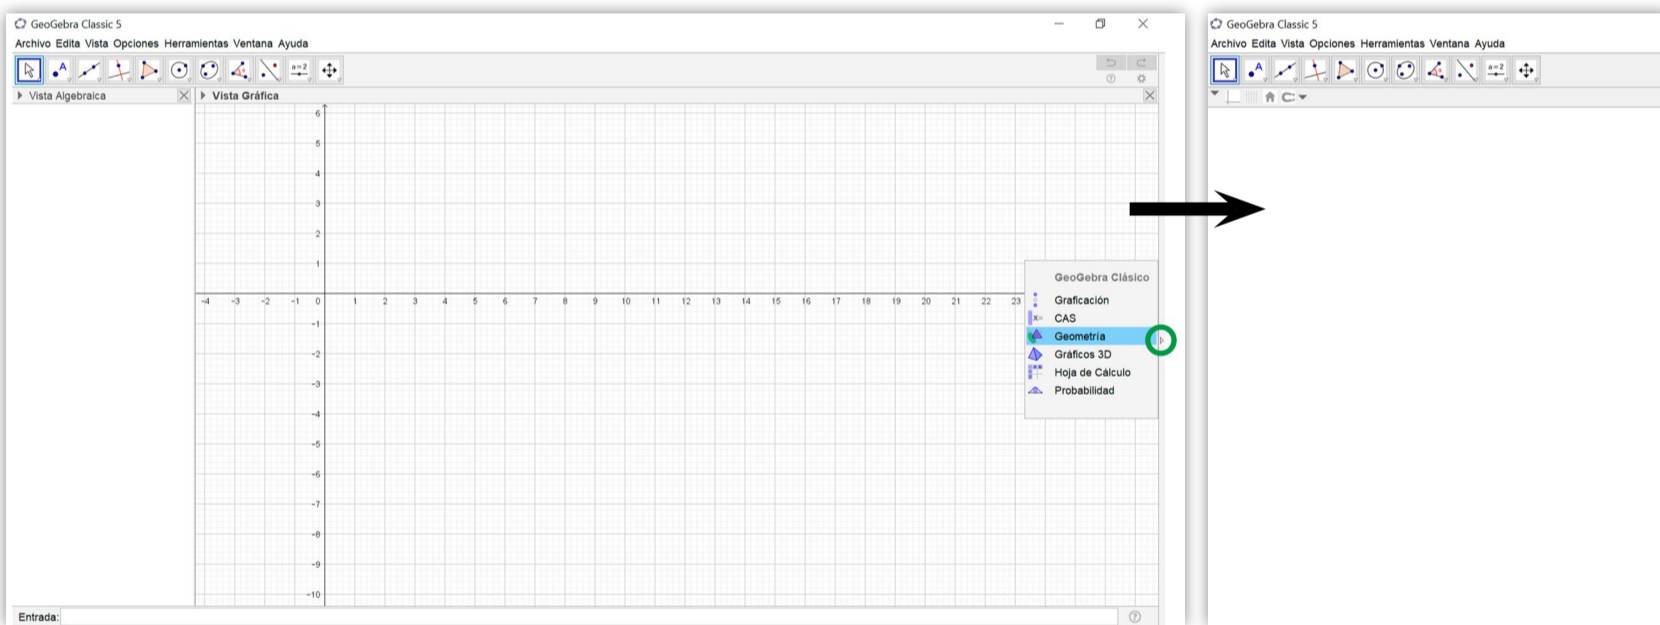 GeoGebra Classic 5
Archivo Edita Vista Opciones Herramientas Ventana Ayuda
A
a=2
Vista Algebraica
Vista Gráfica
6
5
4
3
2
1
-4 -3 -2 -1 0 1 2 3 4 5 6 7 8 9 10 11 12 13 14 15 16 17 18 19 20 21 22 23
-1
-2
-3
-4
-5
-6
-7
-8
-9
-10
GeoGebra Clásico
Graficación
x= CAS
Geometría
Gráficos 3D
Hoja de Cálculo
Probabilidad
Entrada:
GeoGebra Classic 5
Archivo Edita Vista Opciones Herramientas Ventana Ayuda
A
a=2